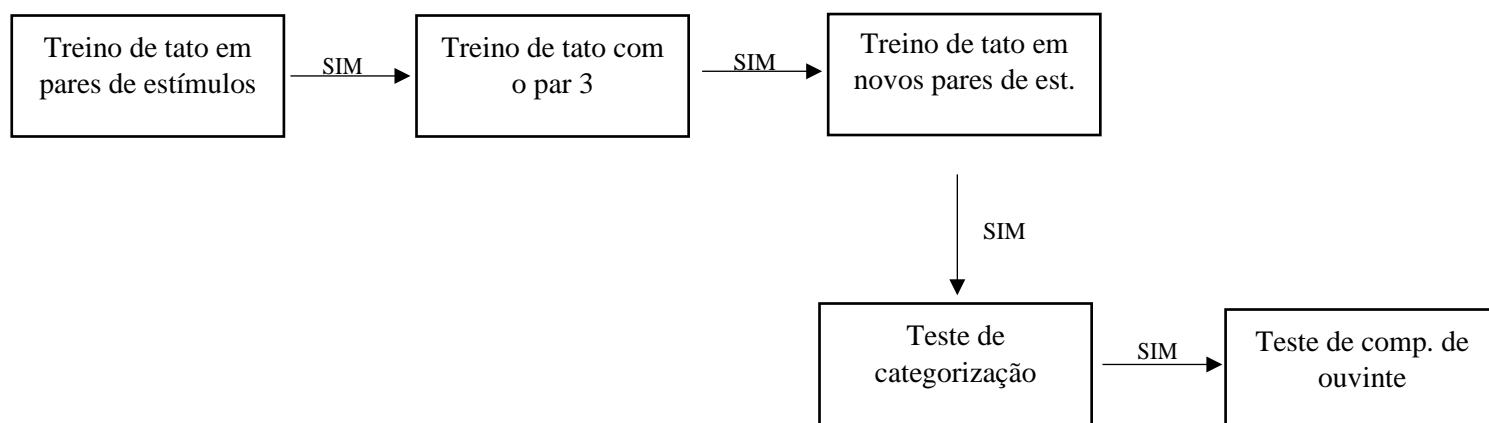 Treino de tato em
pares de estímulos
SIM
Treino de tato com
o par 3
SIM
Treino de tato em
novos pares de est.
SIM
Teste de
categorização
SIM
Teste de comp. de
ouvinte